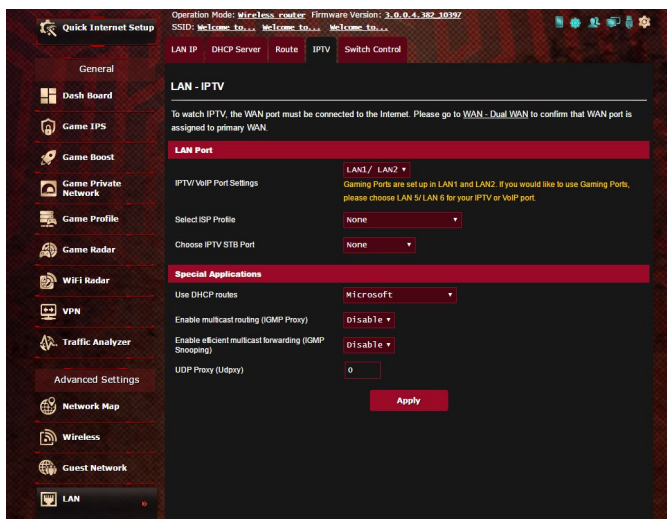 Quick Internet Setup
General
Dash Board
Game IPS
Game Boost
Game Private
Network
Game Profile
Game Radar
WiFi Radar
VPN
Traffic Analyzer
Advanced Settings
Network Map
Wireless
Guest Network
LAN
Operation Mode: Wireless router Firmware Version: 3.0.0.4.382_10397
SSID: Welcome to... Welcome to... Welcome to...
LAN IP DHCP Server Route IPTV Switch Control
LAN - IPTV
To watch IPTV, the WAN port must be connected to the Internet. Please go to WAN - Dual WAN to confirm that WAN port is
assigned to primary WAN.
LAN Port
IPTV/ VoIP Port Settings
LAN1/ LAN2
Gaming Ports are set up in LAN1 and LAN2. If you would like to use Gaming Ports,
please choose LAN 5/ LAN 6 for your IPTV or VoIP port.
Select ISP Profile None
Choose IPTV STB Port None
Special Applications
Use DHCP routes Microsoft
Enable multicast routing (IGMP Proxy) Disable
Enable efficient multicast forwarding (IGMP
Snooping) Disable
UDP Proxy (Udpxy) 0
Apply